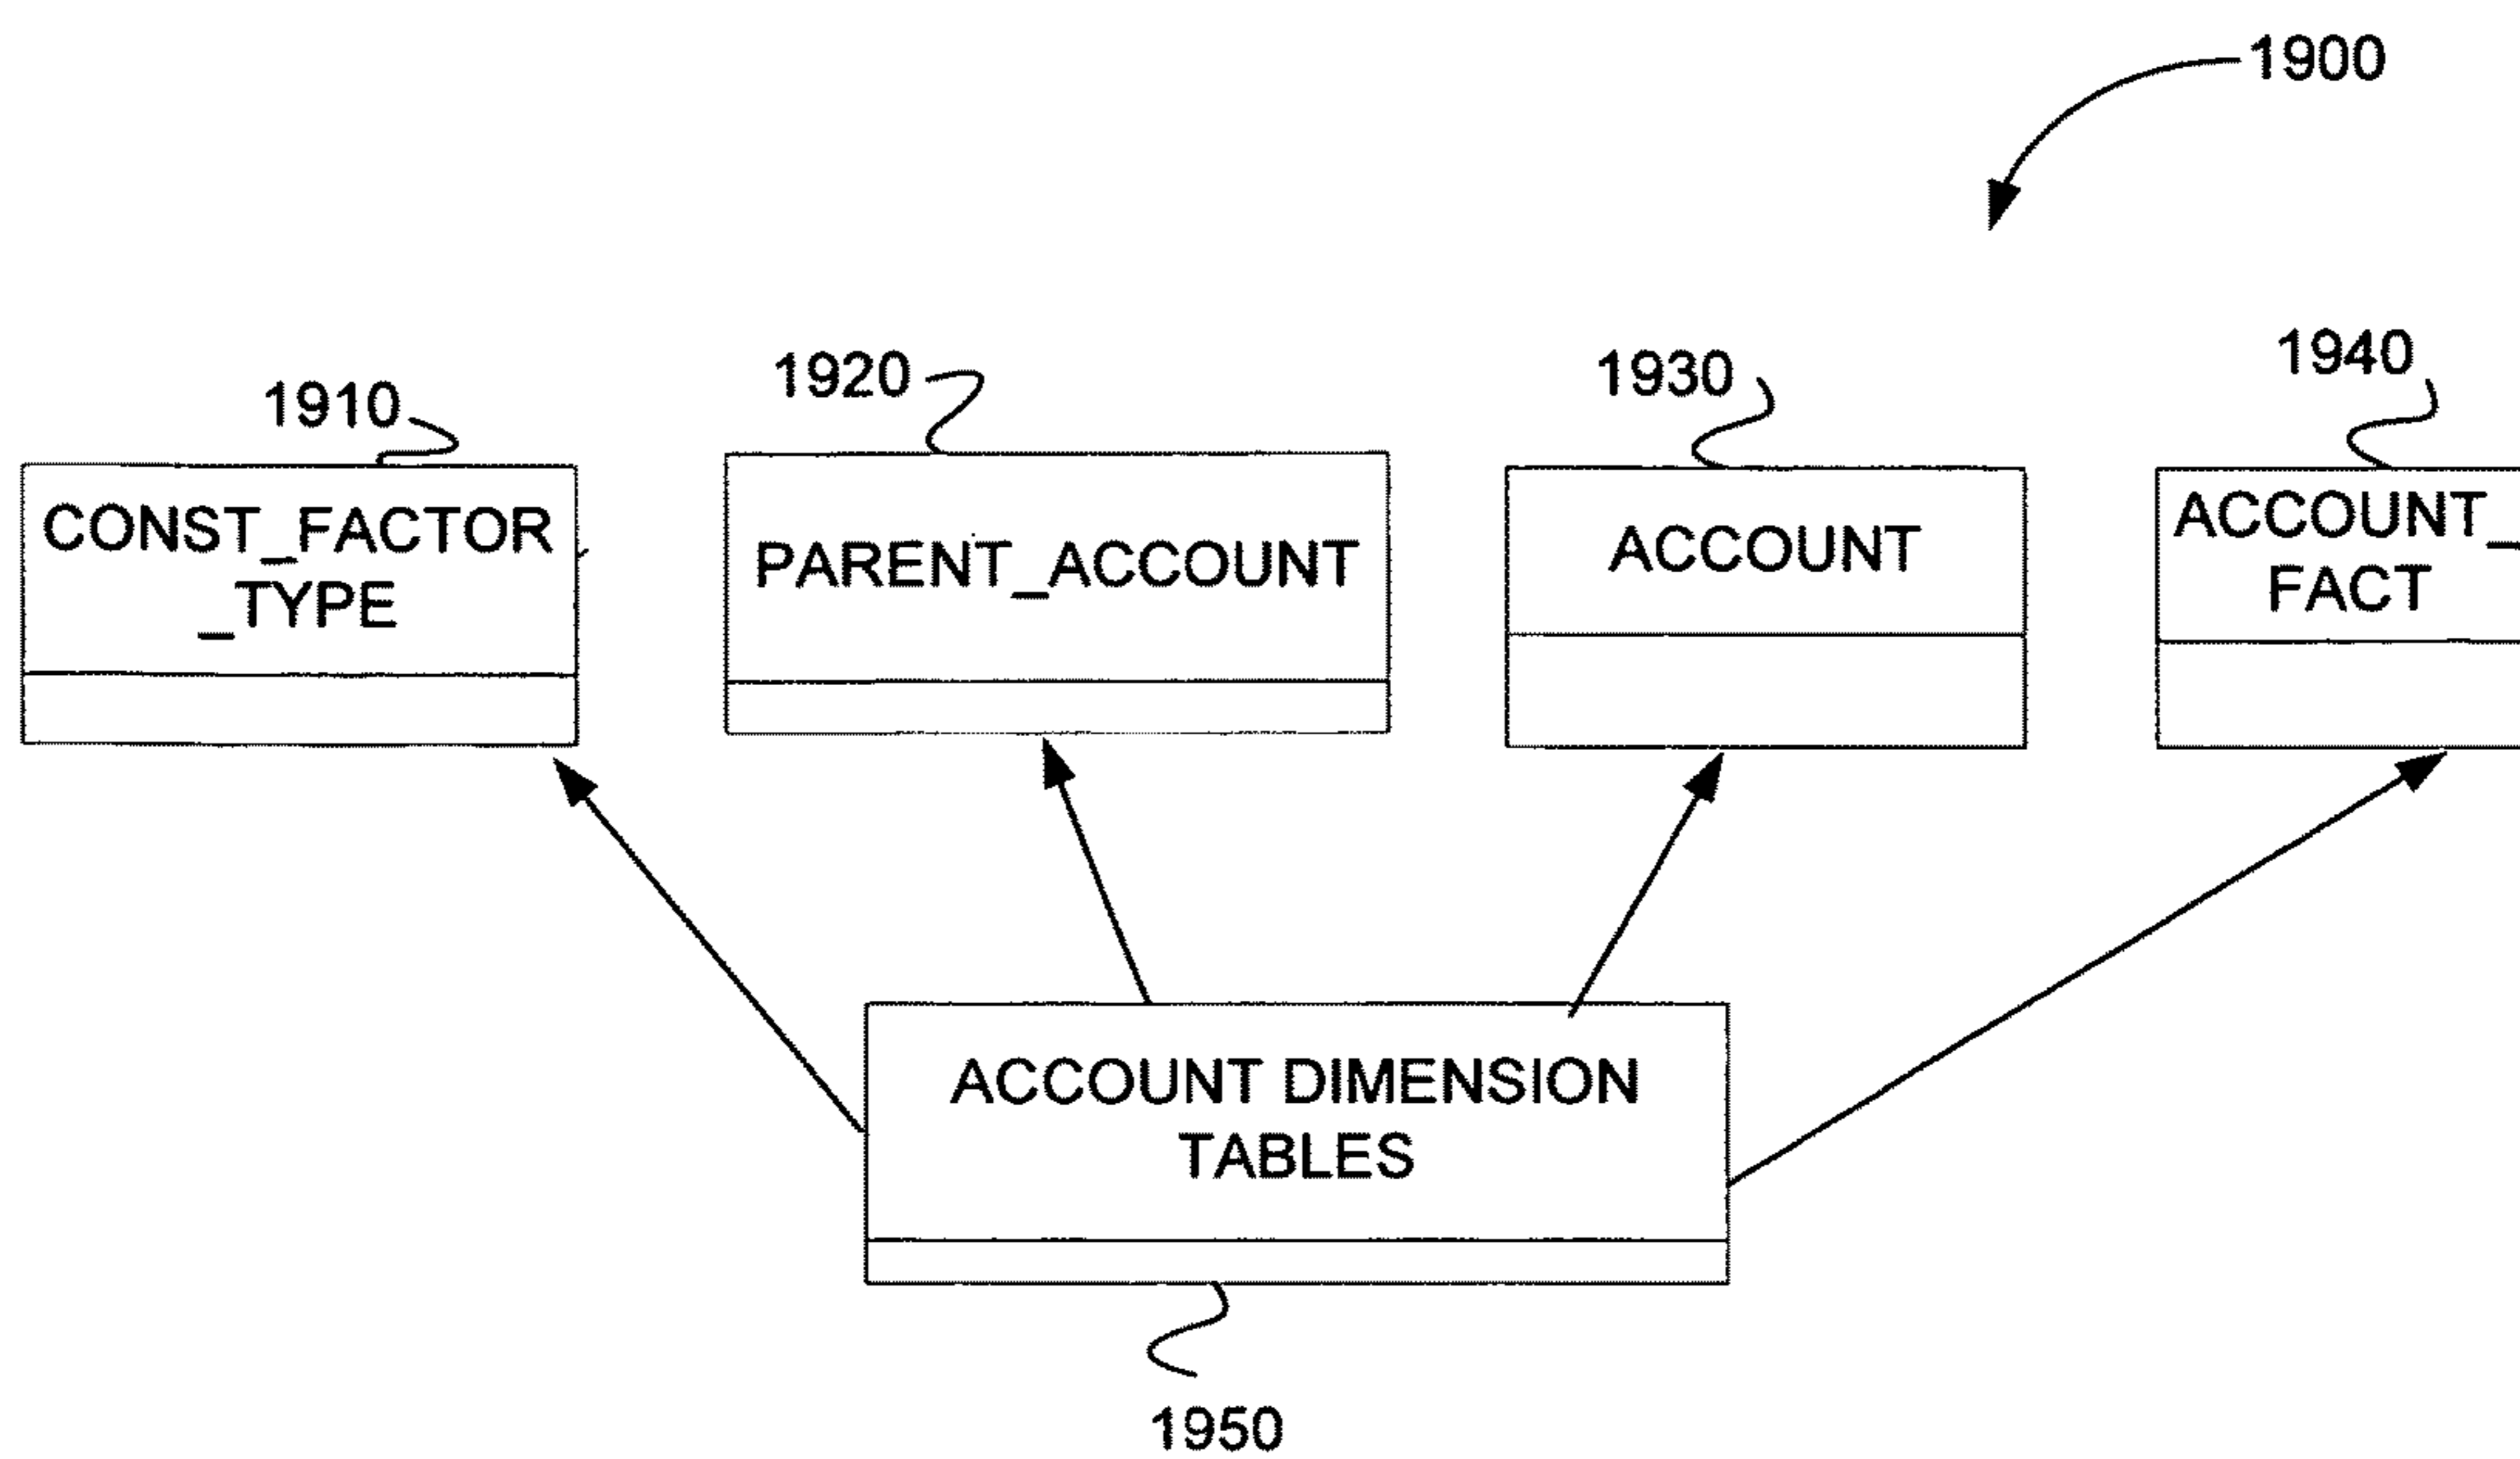 1900
1910
1920
1930
1940
CONST_FACTOR
_TYPE
PARENT_ACCOUNT
ACCOUNT
ACCOUNT_
FACT
ACCOUNT DIMENSION
TABLES
1950